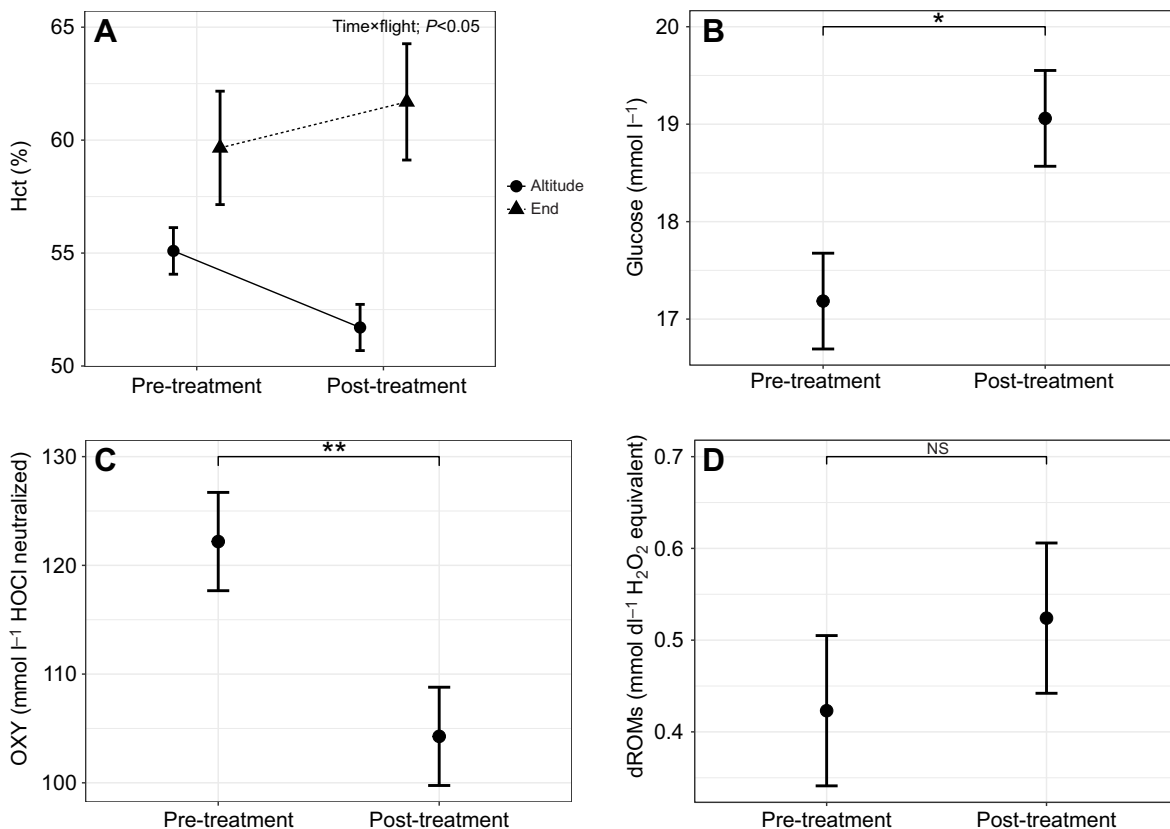 A
Time×flight; P<0.05
65
60
55
50
Hct (%)
Pre-treatment
Post-treatment
Altitude
End
B
*
20
19
18
17
Glucose (mmol l⁻¹)
Pre-treatment
Post-treatment
C
**
130
120
110
100
OXY (mmol l⁻¹ HOCl neutralized)
Pre-treatment
Post-treatment
D
NS
0.7
0.6
0.5
0.4
dROMs (mmol dl⁻¹ H₂O₂ equivalent)
Pre-treatment
Post-treatment